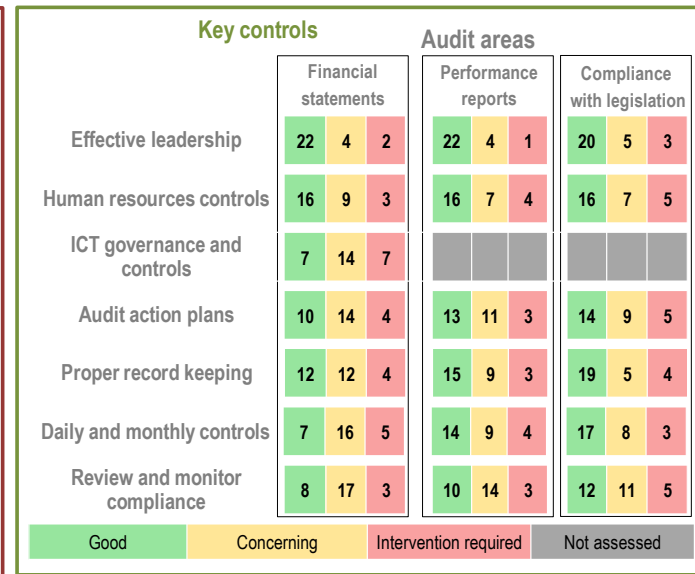 Key controls
Audit areas
Financial
statements
Performance
reports
Compliance
with legislation
Effective leadership
22 4 2 22 4 1 20 5 3
Human resources controls
16 9 3 16 7 4 16 7 5
ICT governance and
controls
7 14 7
Audit action plans
10 14 4 13 11 3 14 9 5
Proper record keeping
12 12 4 15 9 3 19 5 4
Daily and monthly controls
7 16 5 14 9 4 17 8 3
Review and monitor
compliance
8 17 3 10 14 3 12 11 5
Good Concerning Intervention required Not assessed